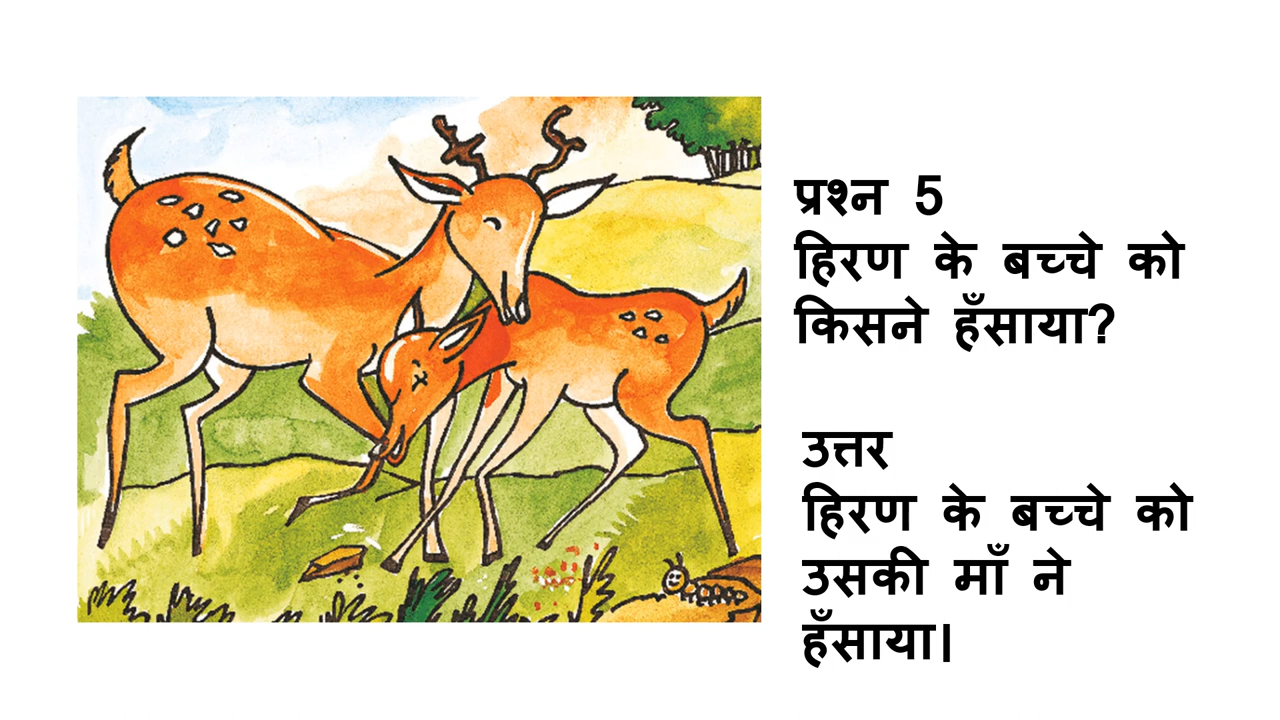 प्रश्न 5
हिरण के बच्चे को
किसने हँसाया?
उत्तर
हिरण के बच्चे को
उसकी माँ ने
हँसाया।